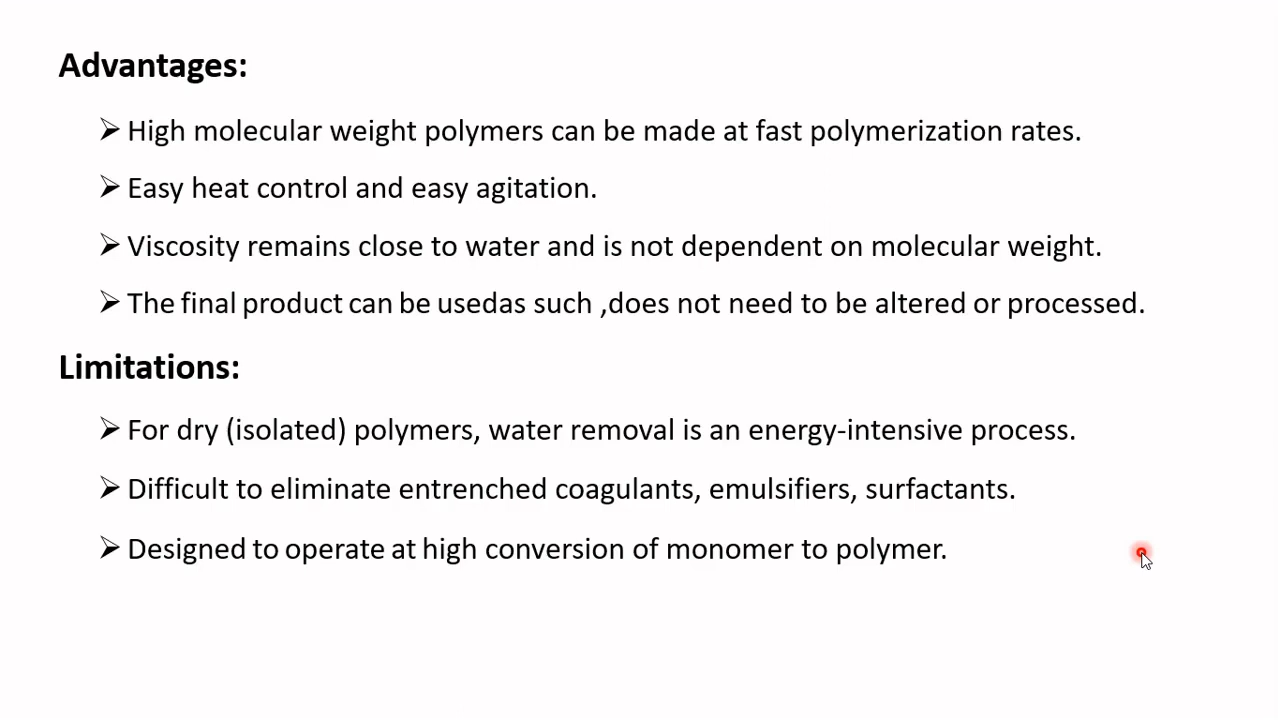 Advantages:
➢ High molecular weight polymers can be made at fast polymerization rates.
➢ Easy heat control and easy agitation.
➢ Viscosity remains close to water and is not dependent on molecular weight.
➢ The final product can be usedas such ,does not need to be altered or processed.
Limitations:
➢ For dry (isolated) polymers, water removal is an energy-intensive process.
➢ Difficult to eliminate entrenched coagulants, emulsifiers, surfactants.
➢ Designed to operate at high conversion of monomer to polymer.